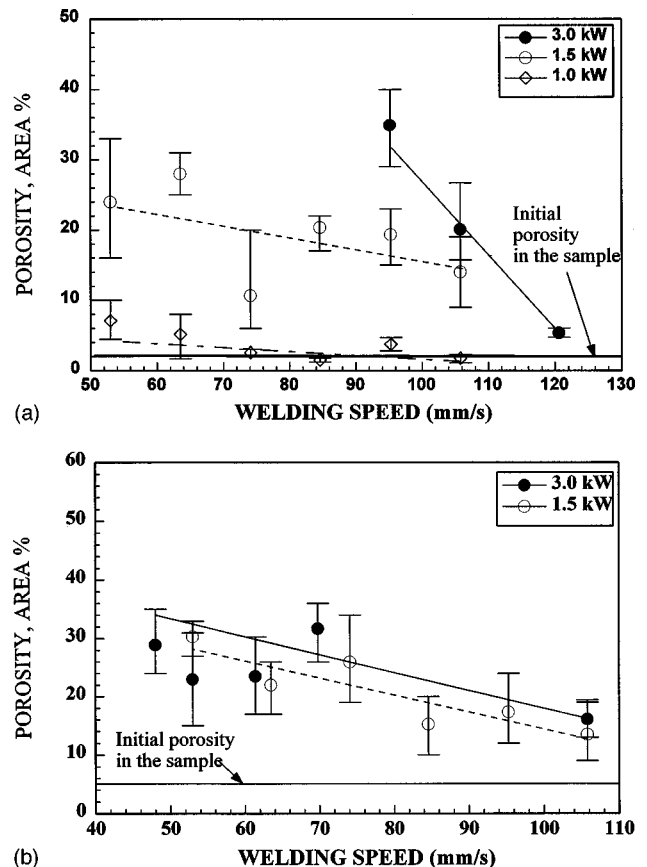 50
40
30
20
10
0
POROSITY, AREA %
3.0 kW
1.5 kW
1.0 kW
Initial
porosity
in the sample
50 60 70 80 90 100 110 120 130
(a)
WELDING SPEED (mm/s)
60
50
40
30
20
10
0
POROSITY, AREA %
3.0 kW
1.5 kW
Initial porosity
in the sample
40 50 60 70 80 90 100 110
(b)
WELDING SPEED (mm/s)